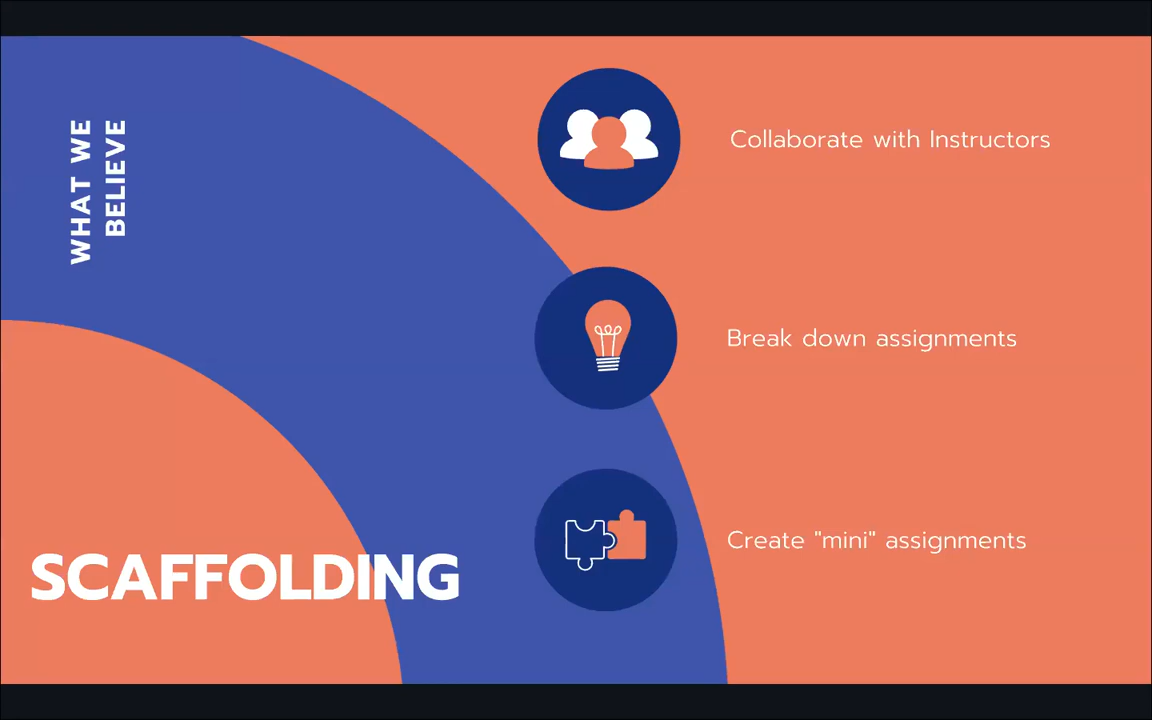 WHAT WE
BELIEVE
SCAFFOLDING
Collaborate with Instructors
Break down assignments
Create "mini" assignments